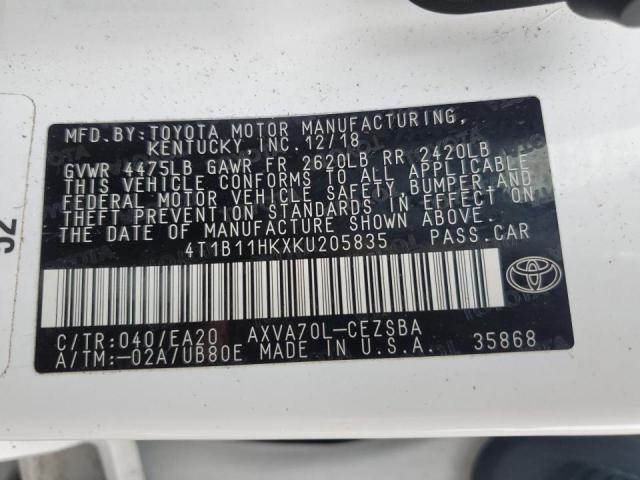 MFD.BY:TOYOTA MOTOR MANUFACTURING,
KENTUCKY,INC.12/18
GVWR 4475LB GAWR FR 2620LB RR 2420LB
THIS VEHICLE CONFORMS TO ALL APPLICABLE
FEDERAL MOTOR VEHICLE SAFETY,BUMPER,AND
THEFT PREVENTION STANDARDS IN EFFECT ON
THE DATE OF MANUFACTURE SHOWN ABOVE.
4T1B11HKXKU205835 PASS.CAR
C/TR:040/EA20 AXVA70L-CEZSBA
A/TM:-02A/UB80E MADE IN U.S.A. 35868